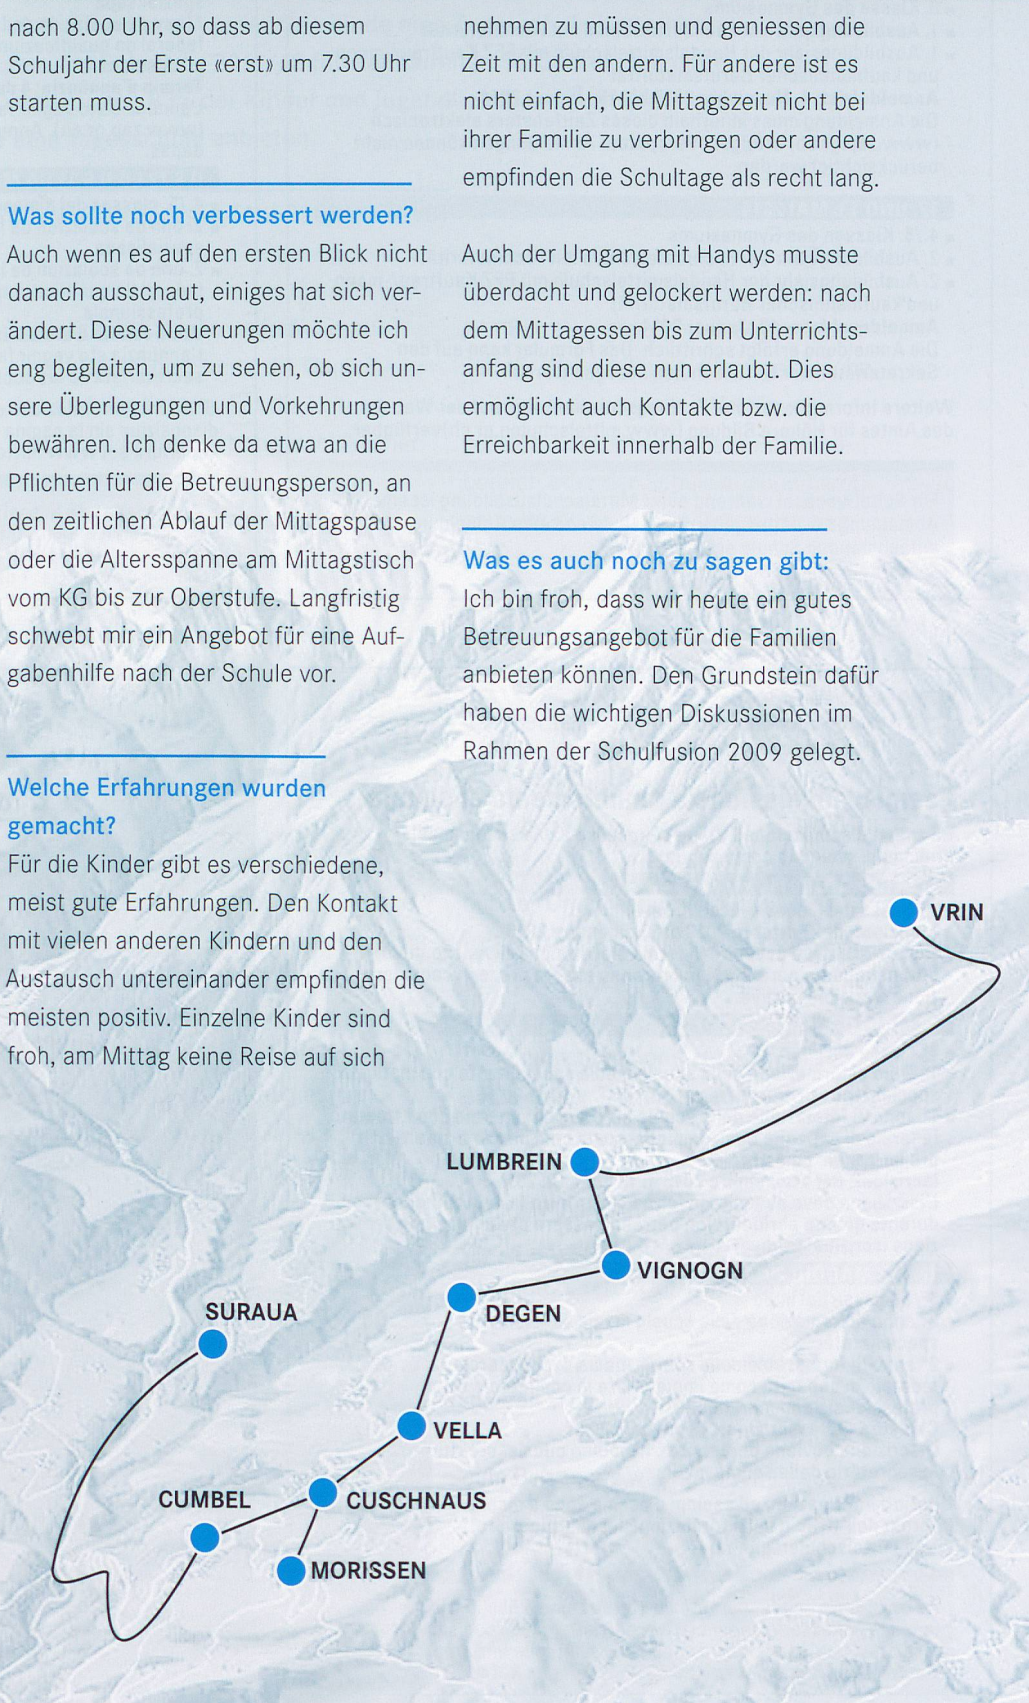 nach 8.00 Uhr, so dass ab diesem
Schuljahr der Erste «erst» um 7.30 Uhr
starten muss.
Was sollte noch verbessert werden?
Auch wenn es auf den ersten Blick nicht
danach ausschaut, einiges hat sich ver-
ändert. Diese Neuerungen möchte ich
eng begleiten, um zu sehen, ob sich un-
sere Überlegungen und Vorkehrungen
bewähren. Ich denke da etwa an die
Pflichten für die Betreuungsperson, an
den zeitlichen Ablauf der Mittagspause
oder die Altersspanne am Mittagstisch
vom KG bis zur Oberstufe. Langfristig
schwebt mir ein Angebot für eine Auf-
gabenhilfe nach der Schule vor.
Welche Erfahrungen wurden
gemacht?
Für die Kinder gibt es verschiedene,
meist gute Erfahrungen. Den Kontakt
mit vielen anderen Kindern und den
Austausch untereinander empfinden die
meisten positiv. Einzelne Kinder sind
froh, am Mittag keine Reise auf sich
nehmen zu müssen und geniessen die
Zeit mit den andern. Für andere ist es
nicht einfach, die Mittagszeit nicht bei
ihrer Familie zu verbringen oder andere
empfinden die Schultage als recht lang.
Auch der Umgang mit Handys musste
überdacht und gelockert werden: nach
dem Mittagessen bis zum Unterrichts-
anfang sind diese nun erlaubt. Dies
ermöglicht auch Kontakte bzw. die
Erreichbarkeit innerhalb der Familie.
Was es auch noch zu sagen gibt:
Ich bin froh, dass wir heute ein gutes
Betreuungsangebot für die Familien
anbieten können. Den Grundstein dafür
haben die wichtigen Diskussionen im
Rahmen der Schulfusion 2009 gelegt.
VRIN
LUMBREIN
VIGNOGN
DEGEN
SURAUA
VELLA
CUMBEL
CUSCHNAUS
MORISSEN